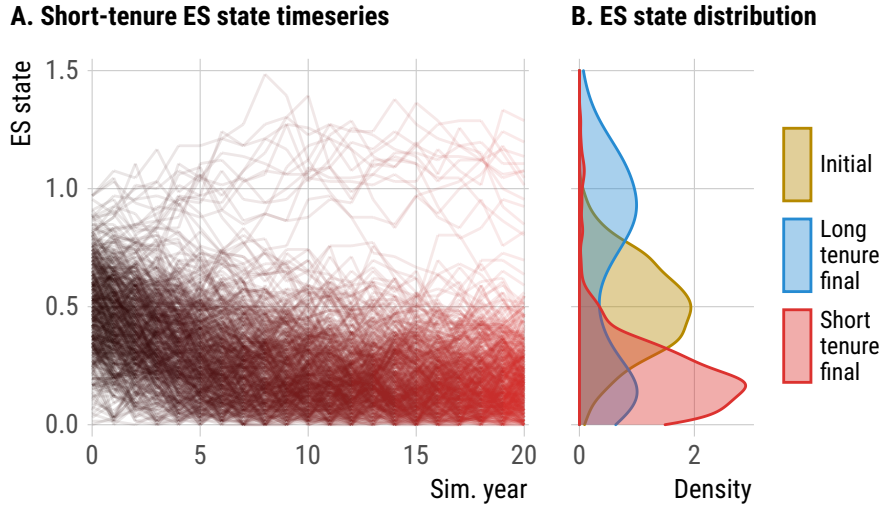 A. Short-tenure ES state timeseries
B. ES state distribution
ES state
1.5
1.0
0.5
0.0
0
5
10
15
20
Sim. year
0
2
Density
Initial
Long
tenure
final
Short
tenure
final